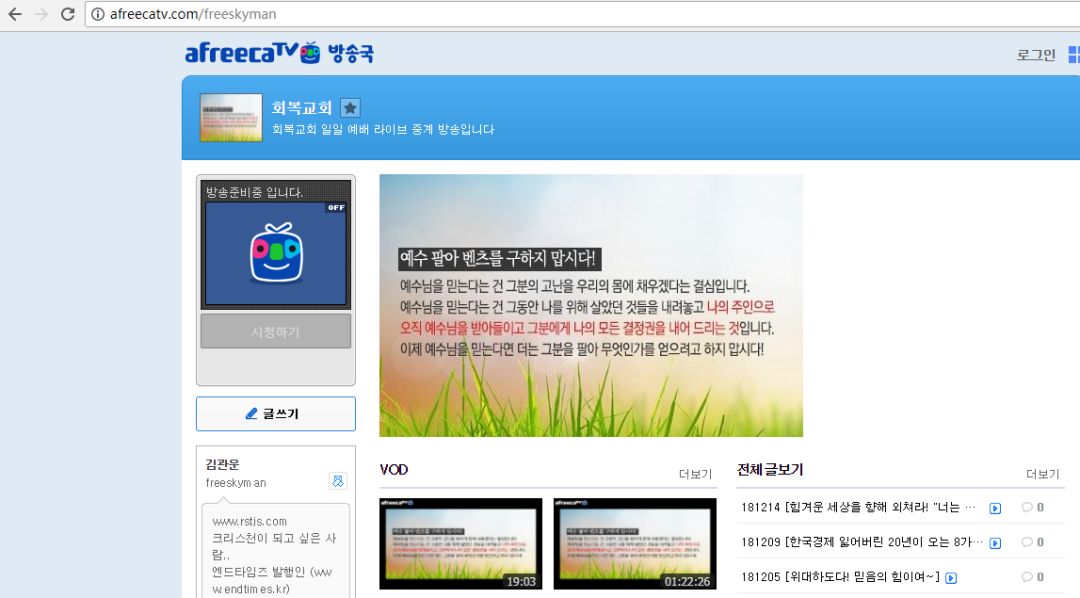 afreecatv.com/freeskyman
afreecaTV 방송국
로그인
회복교회
회복교회 일일 예배 라이브 중계 방송입니다
방송준비중 입니다.
OFF
시청하기
글쓰기
김관운
freeskyman
www.rstjs.com
크리스천이 되고 싶은 사
람..
엔드타임즈 발행인 (ww
w.endtimes.kr)
예수 팔아 벤츠를 구하지 맙시다!
예수님을 믿는다는 건 그분의 고난을 우리의 몸에 채우겠다는 결심입니다.
예수님을 믿는다는 건 그동안 나를 위해 살았던 것들을 내려놓고 나의 주인으로
오직 예수님을 받아들이고 그분에게 나의 모든 결정권을 내어 드리는 것입니다.
이제 예수님을 믿는다면 더는 그분을 팔아 무엇인가를 얻으려고 하지 맙시다!
VOD
더보기
afreecaTV
19:03
afreecaTV
01:22:26
전체 글보기
더보기
181214 [힘겨운 세상을 향해 외쳐라! "너는 ···
0
181209 [한국경제 잃어버린 20년이 오는 8가···
0
181205 [위대하도다! 믿음의 힘이여~]
0